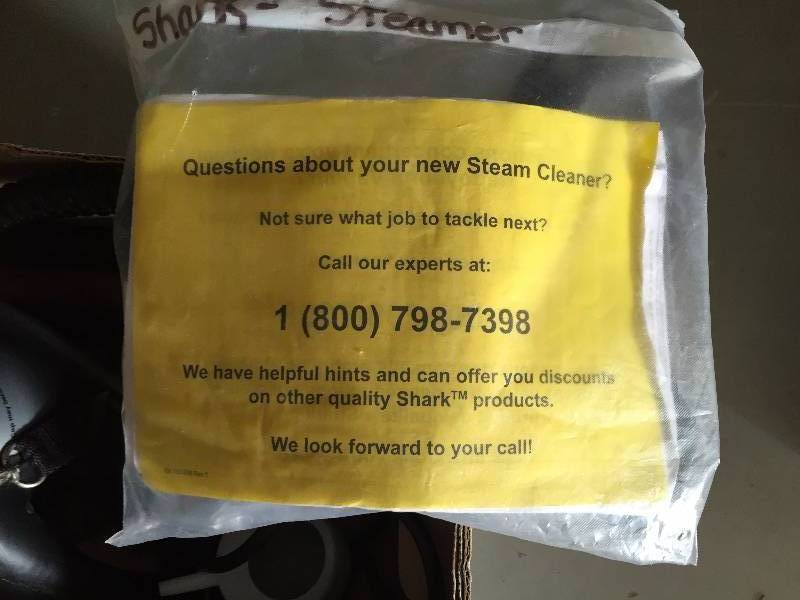 Shark - Steamer
Questions about your new Steam Cleaner?
Not sure what job to tackle next?
Call our experts at:
1 (800) 798-7398
We have helpful hints and can offer you discounts
on other quality Shark™ products.
We look forward to your call!